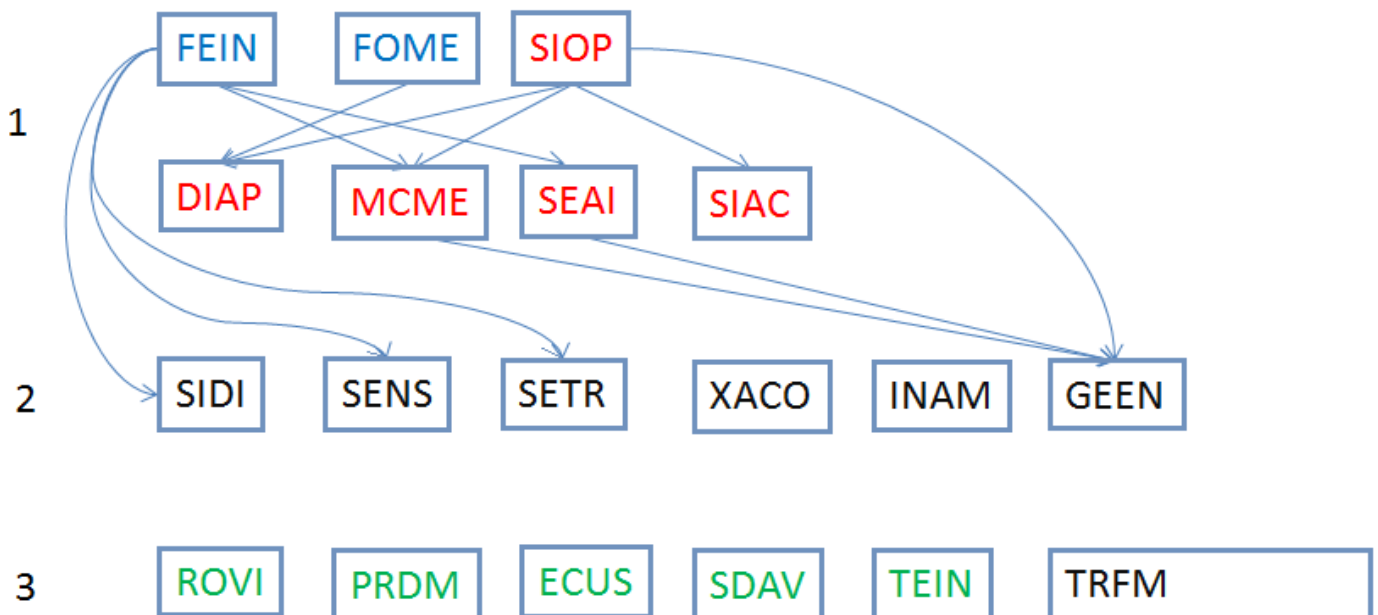 FEIN FOME SIOP
1
DIAP MCME SEAI SIAC
2 SIDI SENS SETR XACO INAM GEEN
3 ROVI PRDM ECUS SDAV TEIN TRFM